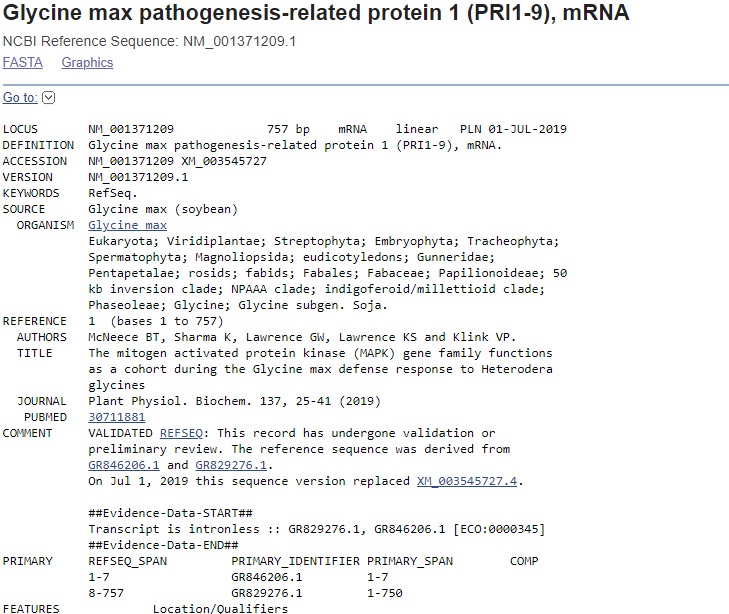 Glycine max pathogenesis-related protein 1 (PRI1-9), mRNA
NCBI Reference Sequence: NM_001371209.1
FASTA Graphics
Go to:
LOCUS NM_001371209 757 bp mRNA linear PLN 01-JUL-2019
DEFINITION Glycine max pathogenesis-related protein 1 (PRI1-9), mRNA.
ACCESSION NM_001371209 XM_003545727
VERSION NM_001371209.1
KEYWORDS RefSeq.
SOURCE Glycine max (soybean)
ORGANISM Glycine max
Eukaryota; Viridiplantae; Streptophyta; Embryophyta; Tracheophyta;
Spermatophyta; Magnoliopsida; eudicotyledons; Gunneridae;
Pentapetalae; rosids; fabids; Fabales; Fabaceae; Papilionoideae; 50
kb inversion clade; NPAAA clade; indigoferoid/millettioid clade;
Phaseoleae; Glycine; Glycine subgen. Soja.
REFERENCE 1 (bases 1 to 757)
AUTHORS McNeece BT, Sharma K, Lawrence GW, Lawrence KS and Klink VP.
TITLE The mitogen activated protein kinase (MAPK) gene family functions
as a cohort during the Glycine max defense response to Heterodera
glycines
JOURNAL Plant Physiol. Biochem. 137, 25-41 (2019)
PUBMED 30711881
COMMENT VALIDATED REFSEQ: This record has undergone validation or
preliminary review. The reference sequence was derived from
GR846206.1 and GR829276.1.
On Jul 1, 2019 this sequence version replaced XM_003545727.4.
##Evidence-Data-START##
Transcript is intronless :: GR829276.1, GR846206.1 [ECO:0000345]
##Evidence-Data-END##
PRIMARY REFSEQ_SPAN PRIMARY_IDENTIFIER PRIMARY_SPAN COMP
1-7 GR846206.1 1-7
8-757 GR829276.1 1-750
FEATURES Location/Qualifiers